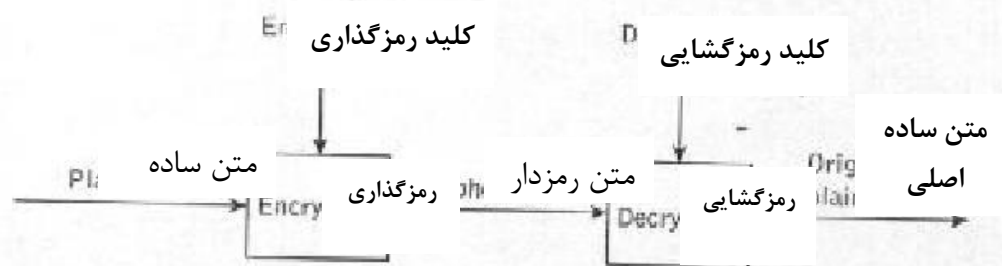 کلید رمزگذاری
کلید رمزگشایی
متن ساده
رمزگذاری
متن رمزدار
رمزگشایی
متن ساده
اصلی